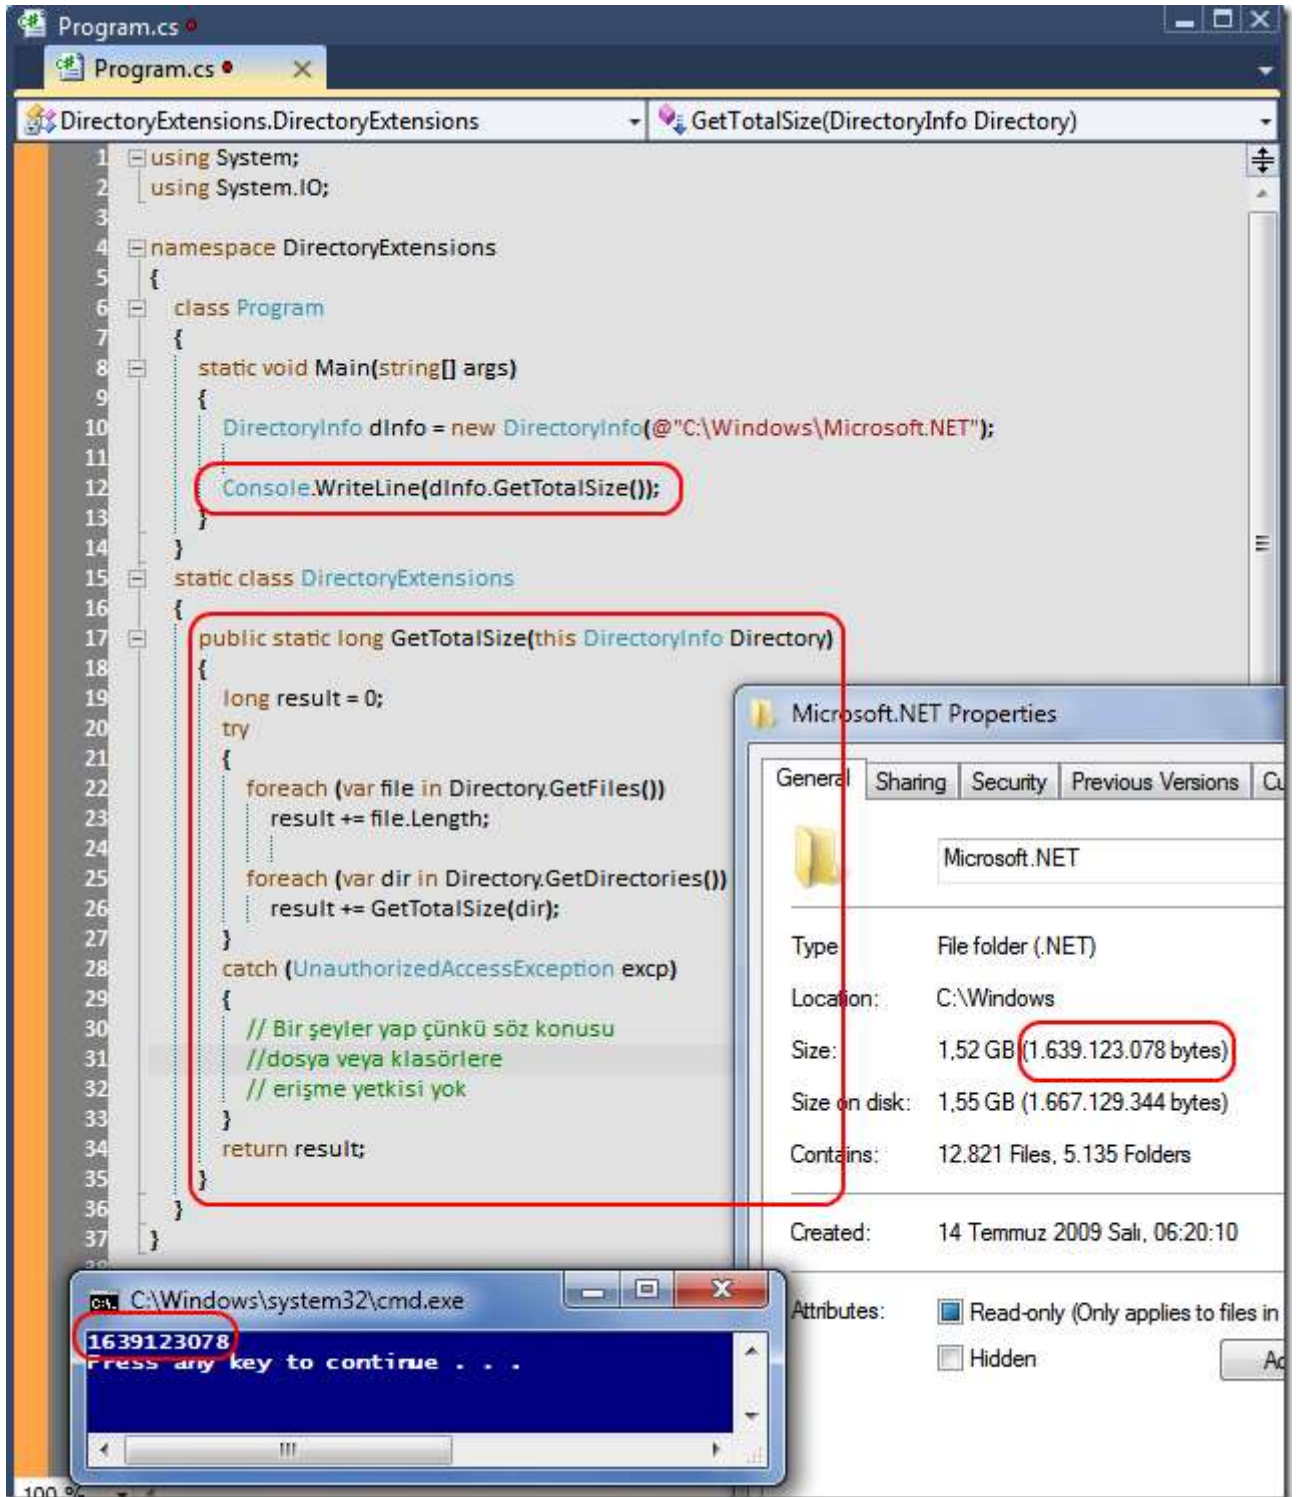 Program.cs
Program.cs
DirectoryExtensions.DirectoryExtensions
GetTotalSize(DirectoryInfo Directory)
1 using System;
2 using System.IO;
3
4 namespace DirectoryExtensions
5 {
6 class Program
7 {
8 static void Main(string[] args)
9 {
10 DirectoryInfo dInfo = new DirectoryInfo(@"C:\Windows\Microsoft.NET");
11
12 Console.WriteLine(dInfo.GetTotalSize());
13 }
14 }
15 static class DirectoryExtensions
16 {
17 public static long GetTotalSize(this DirectoryInfo Directory)
18 {
19 long result = 0;
20 try
21 {
22 foreach (var file in Directory.GetFiles())
23 result += file.Length;
24
25 foreach (var dir in Directory.GetDirectories())
26 result += GetTotalSize(dir);
27 }
28 catch (UnauthorizedAccessException excp)
29 {
30 // Bir şeyler yap çünkü söz konusu
31 //dosya veya klasörlere
32 // erişme yetkisi yok
33 }
34 return result;
35 }
36 }
37 }
Microsoft.NET Properties
General Sharing Security Previous Versions Cu
Microsoft.NET
Type File folder (.NET)
Location: C:\Windows
Size: 1,52 GB (1.639.123.078 bytes)
Size on disk: 1,55 GB (1.667.129.344 bytes)
Contains: 12.821 Files, 5.135 Folders
Created: 14 Temmuz 2009 Salı, 06:20:10
Attributes: Read-only (Only applies to files in
Hidden
Ad
C:\Windows\system32\cmd.exe
1639123078
Press any key to continue . . .
100 %